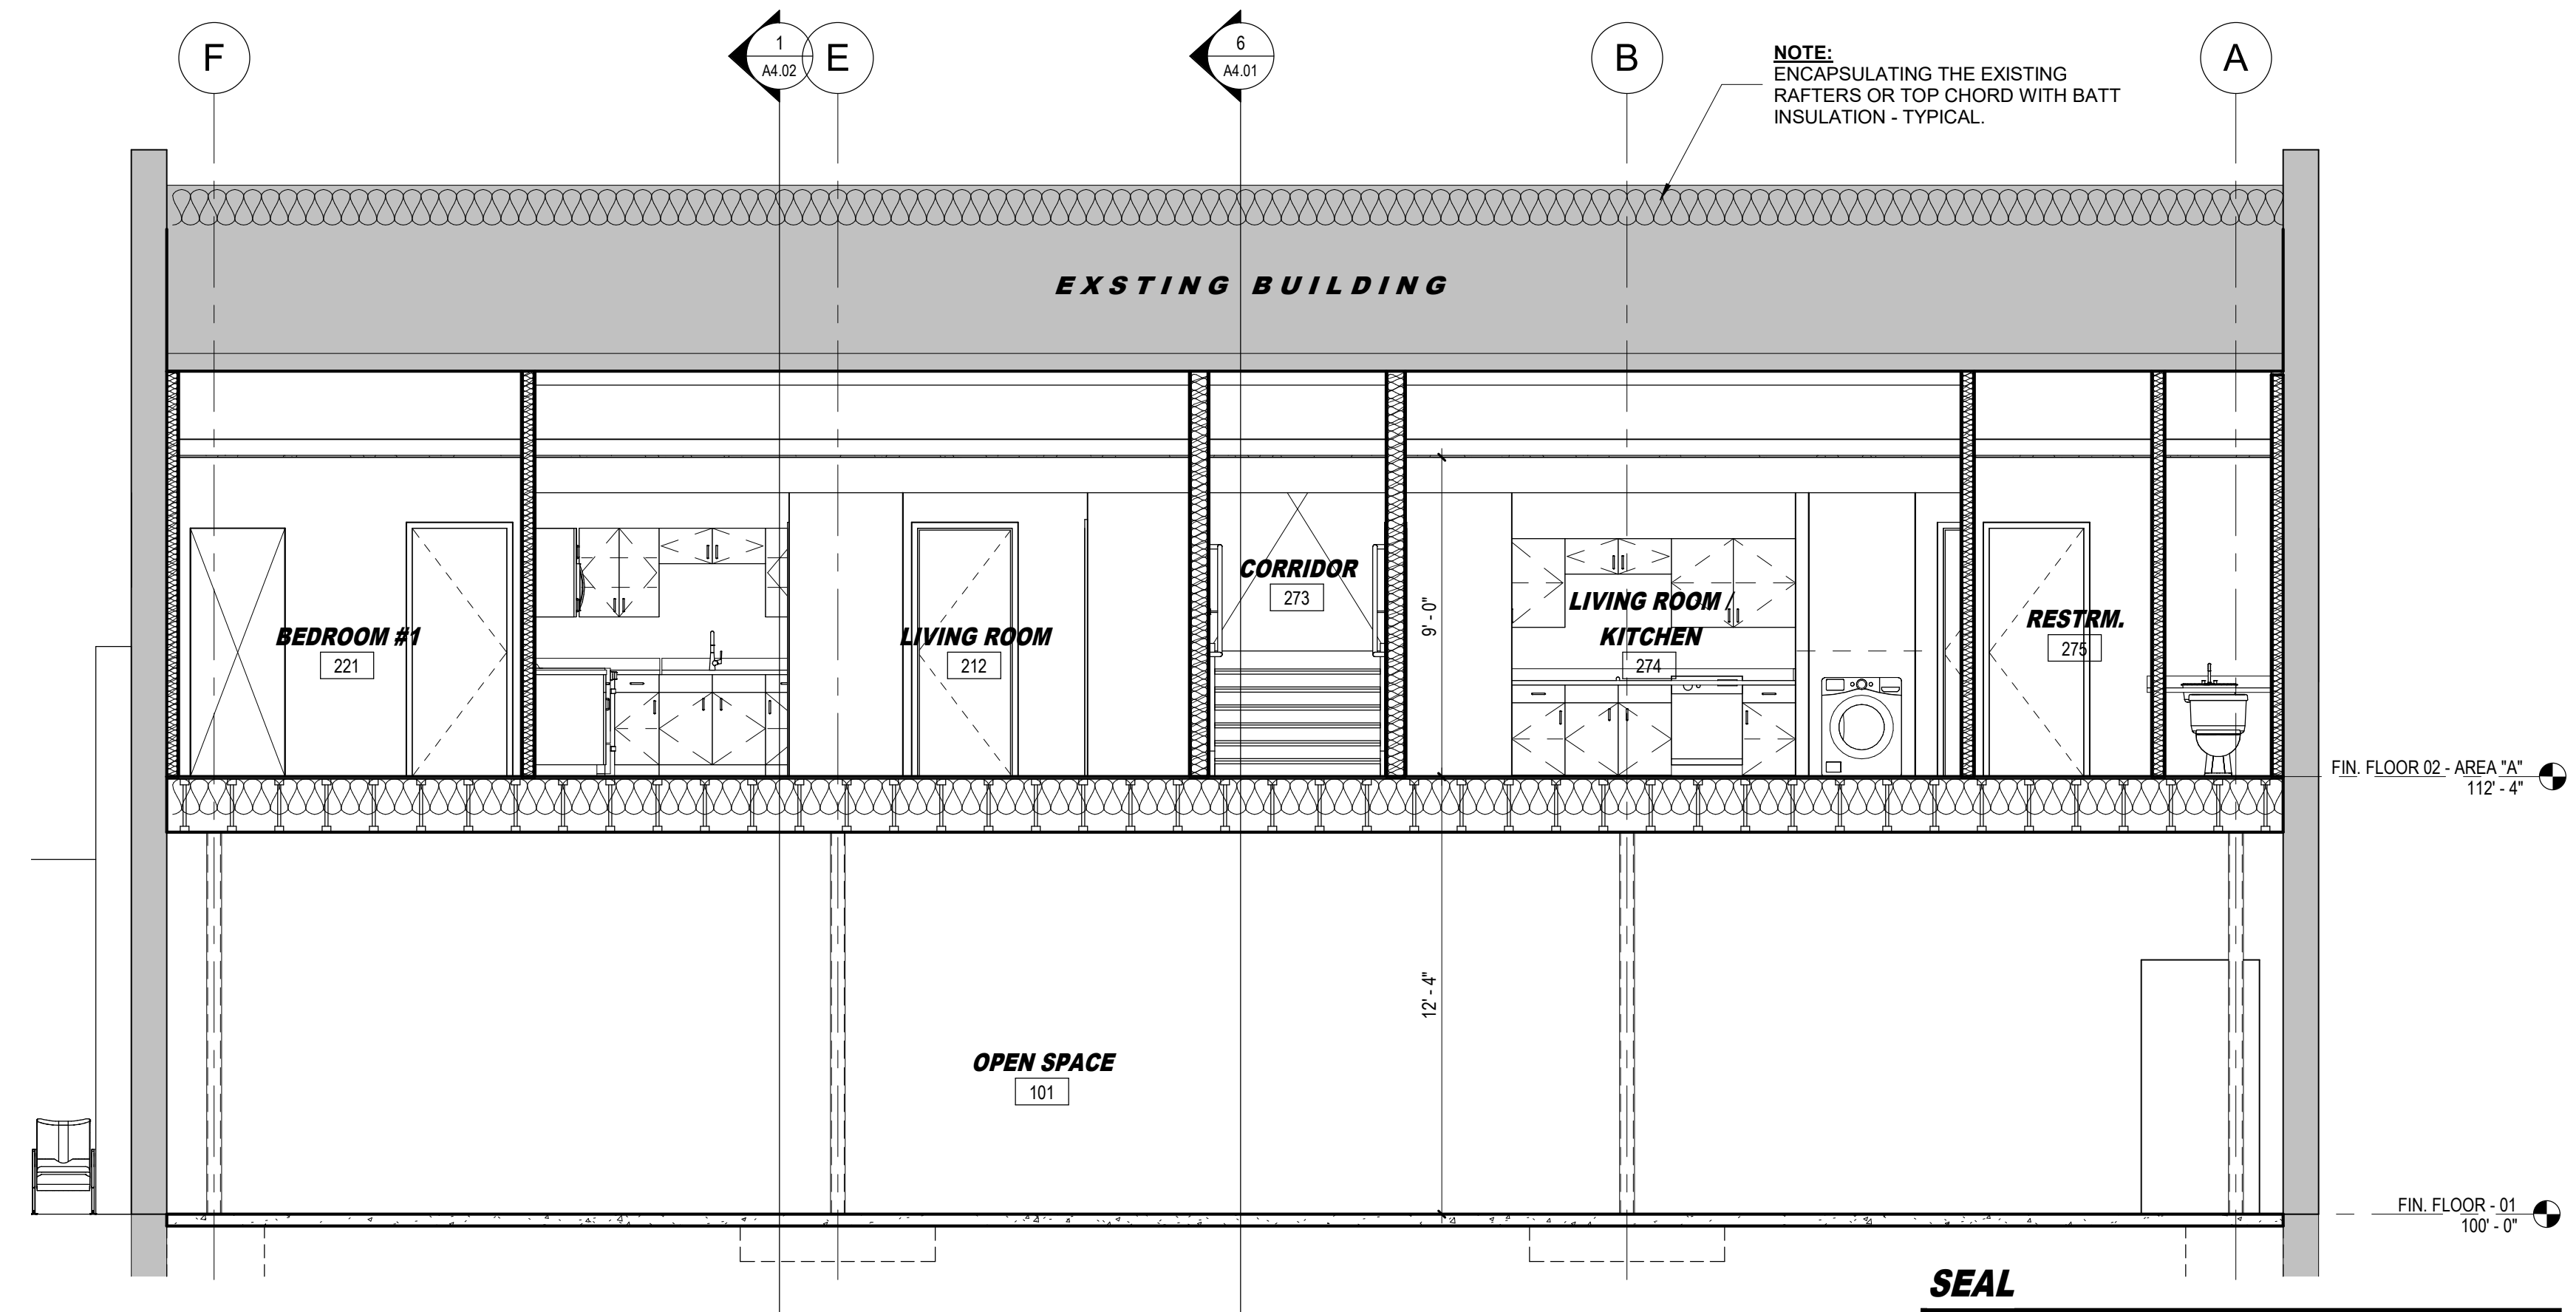 F
1
A4.02
E
6
A4.01
B
A
NOTE:
ENCAPSULATING THE EXISTING
RAFTERS OR TOP CHORD WITH BATT
INSULATION - TYPICAL.
EXSTING BUILDING
BEDROOM #1
221
LIVING ROOM
212
CORRIDOR
273
9' - 0"
LIVING ROOM /
KITCHEN
274
RESTRM.
275
FIN. FLOOR 02 - AREA "A"
112' - 4"
12' - 4"
OPEN SPACE
101
FIN. FLOOR - 01
100' - 0"
SEAL